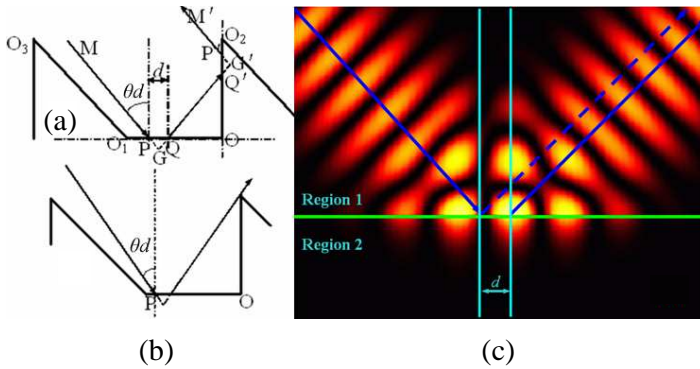 M
M′
O₃
O₂
P′
d
G′
θd
Q′
(a)
O₁
P
Q
O
G
θd
P
O
Region 1
Region 2
d
(b)
(c)